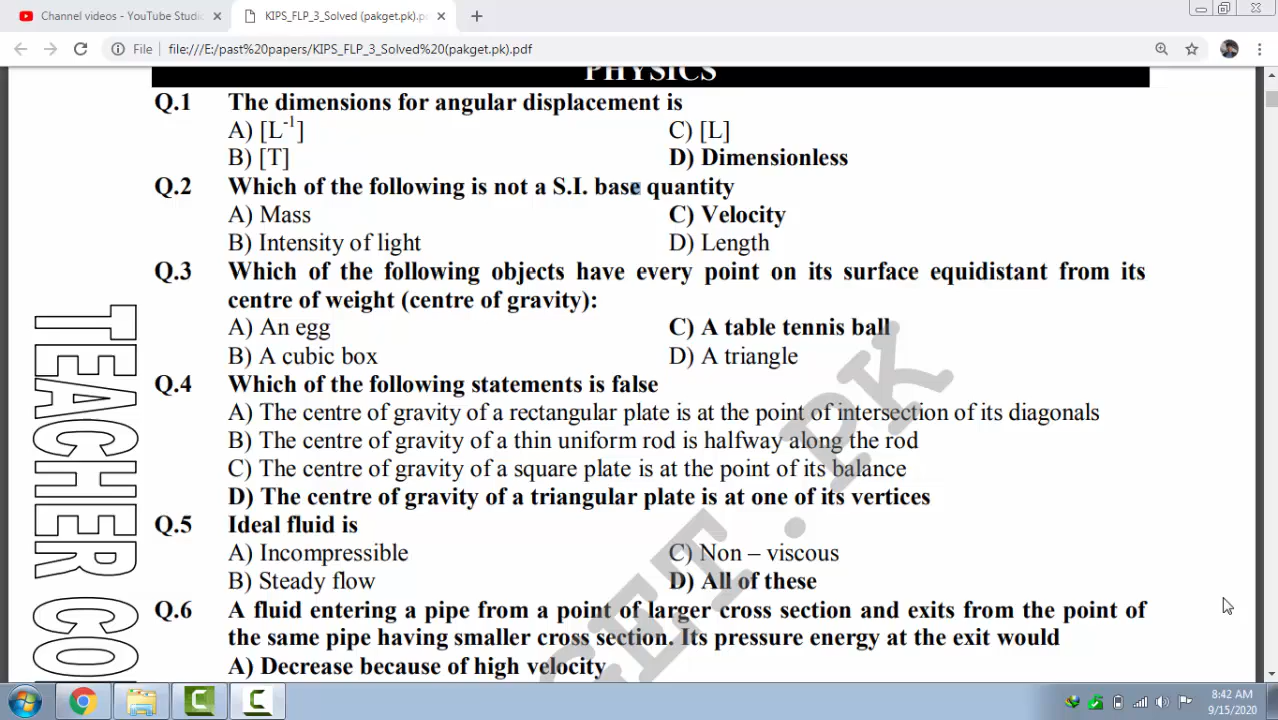 Channel videos - YouTube Studio
KIPS_FLP_3_Solved (pakget.pk).pd
File file:///E:/past%20papers/KIPS_FLP_3_Solved%20(pakget.pk).pdf
PHYSICS
Q.1 The dimensions for angular displacement is
A) [L⁻¹] C) [L]
B) [T] D) Dimensionless
Q.2 Which of the following is not a S.I. base quantity
A) Mass C) Velocity
B) Intensity of light D) Length
Q.3 Which of the following objects have every point on its surface equidistant from its
centre of weight (centre of gravity):
A) An egg C) A table tennis ball
B) A cubic box D) A triangle
Q.4 Which of the following statements is false
A) The centre of gravity of a rectangular plate is at the point of intersection of its diagonals
B) The centre of gravity of a thin uniform rod is halfway along the rod
C) The centre of gravity of a square plate is at the point of its balance
D) The centre of gravity of a triangular plate is at one of its vertices
Q.5 Ideal fluid is
A) Incompressible C) Non – viscous
B) Steady flow D) All of these
Q.6 A fluid entering a pipe from a point of larger cross section and exits from the point of
the same pipe having smaller cross section. Its pressure energy at the exit would
A) Decrease because of high velocity
TEACHER CO
GET.PK
8:42 AM
9/15/2020